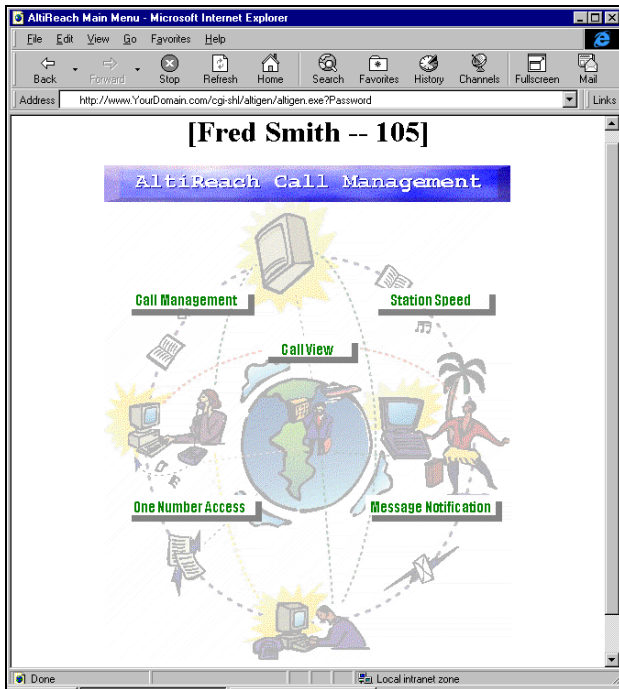 AltiReach Main Menu - Microsoft Internet Explorer
File Edit View Go Favorites Help
Back Forward Stop Refresh Home Search Favorites History Channels Fullscreen Mail
Address http://www.YourDomain.com/cgi-shl/altigen/altigen.exe?Password Links
[Fred Smith -- 105]
AltiReach Call Management
Call Management Station Speed
Call View
One Number Access Message Notification
Done Local intranet zone